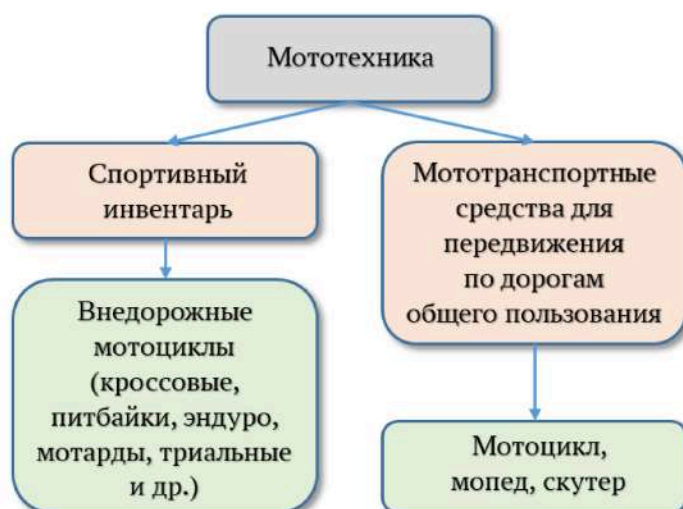 Мототехника
Спортивный
инвентарь
Мототранспортные
средства для
передвижения
по дорогам
общего пользования
Внедорожные
мотоциклы
(кроссовые,
питбайки, эндуро,
мотарды, триальные
и др.)
Мотоцикл,
мопед, скутер